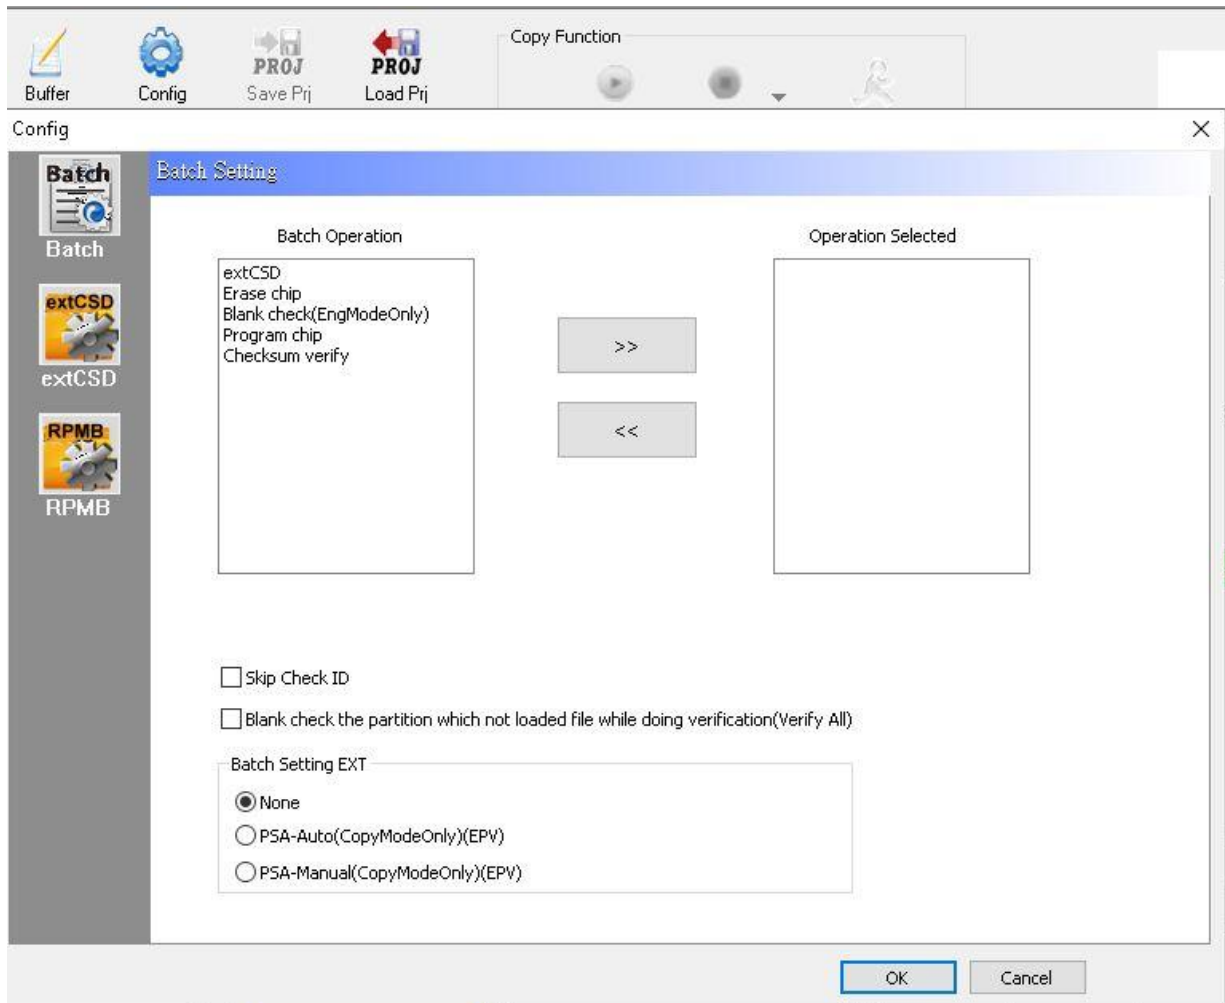 Copy Function
PROJ
PROJ
Buffer
Config
Save Prj
Load Prj
Config
Batch
Batch Setting
Batch
Batch Operation
Operation Selected
extCSD
Erase chip
Blank check(EngModeOnly)
Program chip
Checksum verify
>>
<<
extCSD
extCSD
RPMB
RPMB
Skip Check ID
Blank check the partition which not loaded file while doing verification(Verify All)
Batch Setting EXT
None
PSA-Auto(CopyModeOnly)(EPV)
PSA-Manual(CopyModeOnly)(EPV)
OK
Cancel